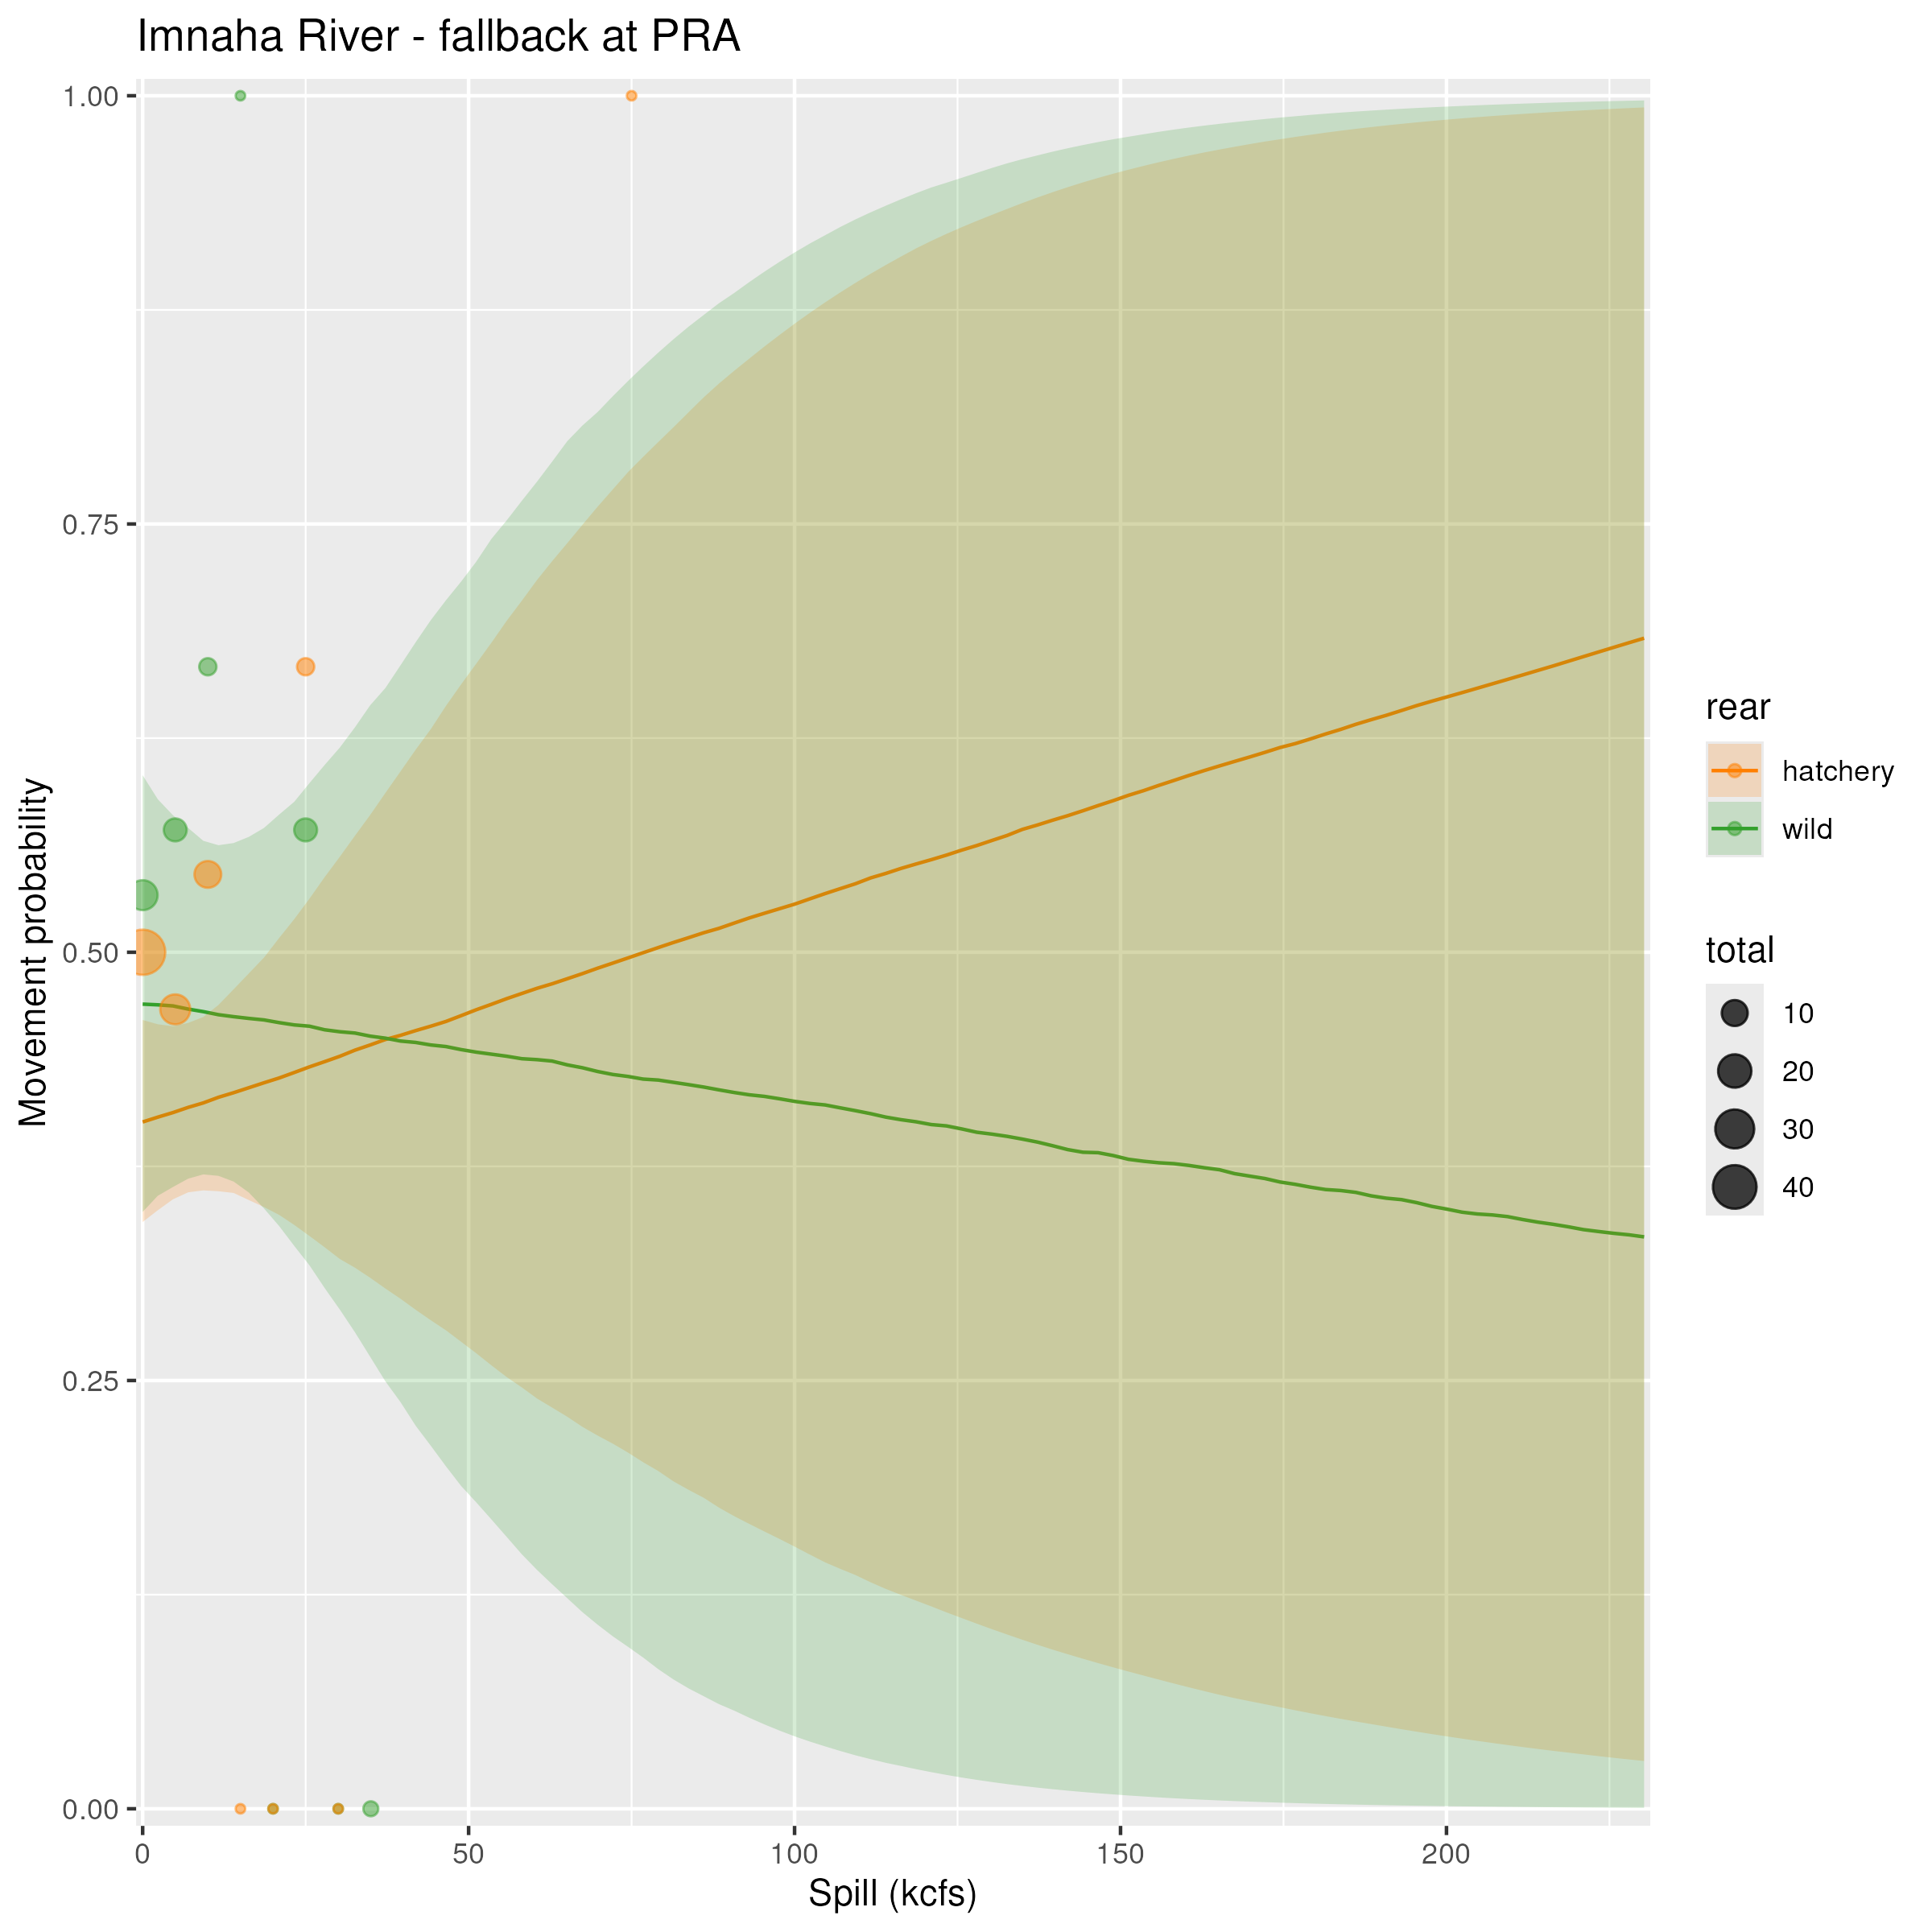 Imnaha River - fallback at PRA
1.00
0.75
0.50
0.25
0.00
Movement probability
0
50
100
150
200
Spill (kcfs)
rear
hatchery
wild
total
10
20
30
40